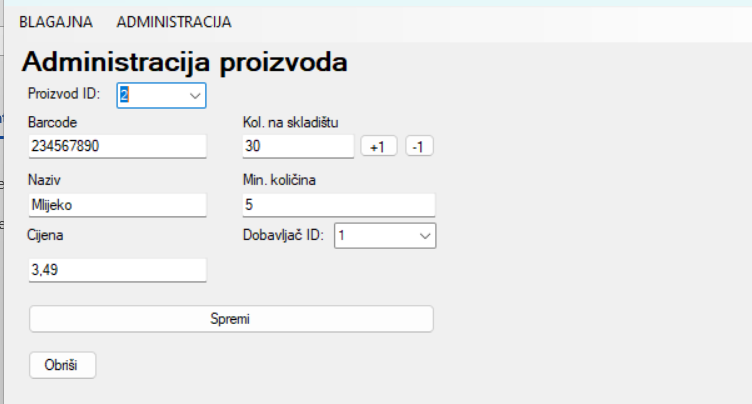 BLAGAJNA ADMINISTRACIJA
Administracija proizvoda
Proizvod ID: 2
Barcode Kol. na skladištu
234567890 30 +1 -1
Naziv Min. količina
Mlijeko 5
Cijena Dobavljač ID: 1
3,49
Spremi
Obriši